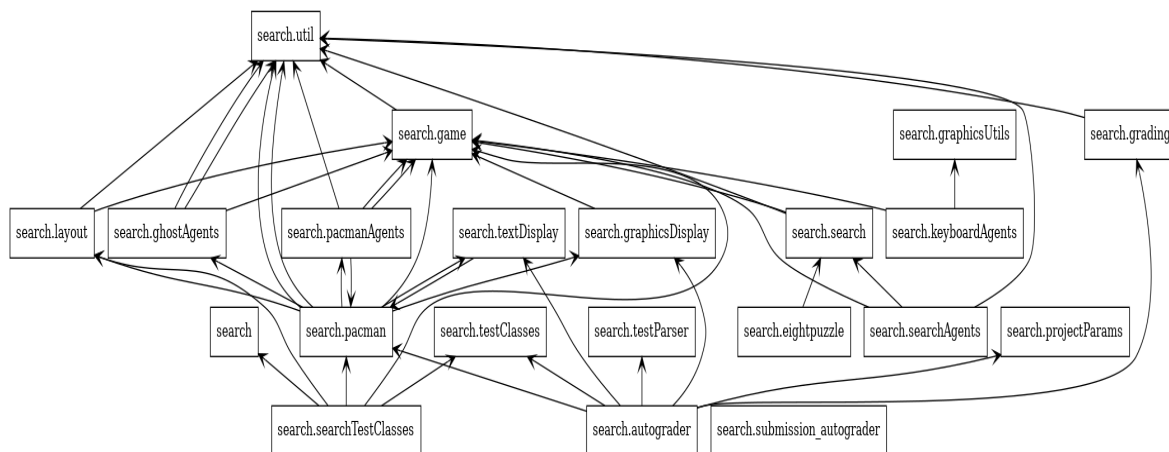 search.util
search.game
search.graphicsUtils
search.grading
search.layout
search.ghostAgents
search.pacmanAgents
search.textDisplay
search.graphicsDisplay
search.search
search.keyboardAgents
search
search.pacman
search.testClasses
search.testParser
search.eightpuzzle
search.searchAgents
search.projectParams
search.searchTestClasses
search.autograder
search.submission_autograder